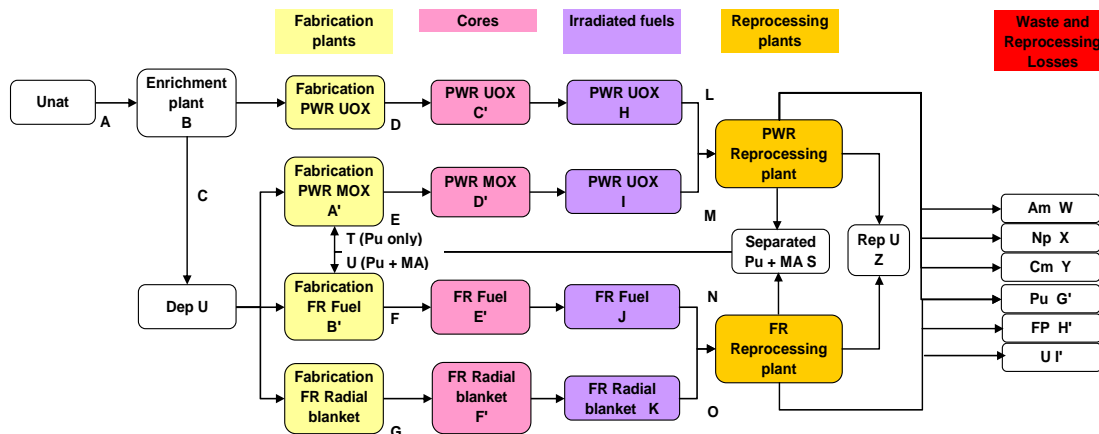 Fabrication
plants
Cores
Irradiated fuels
Reprocessing
plants
Waste and
Reprocessing
Losses
Unat
A
Enrichment
plant
B
Fabrication
PWR UOX
D
PWR UOX
C'
PWR UOX
H
L
PWR
Reprocessing
plant
C
Fabrication
PWR MOX
A'
E
PWR MOX
D'
PWR UOX
I
M
T (Pu only)
U (Pu + MA)
Separated
Pu + MA S
Rep U
Z
Dep U
Fabrication
FR Fuel
B'
F
FR Fuel
E'
FR Fuel
J
N
FR
Reprocessing
plant
Fabrication
FR Radial
blanket
G
FR Radial
blanket
F'
FR Radial
blanket K
O
Am W
Np X
Cm Y
Pu G'
FP H'
U I'